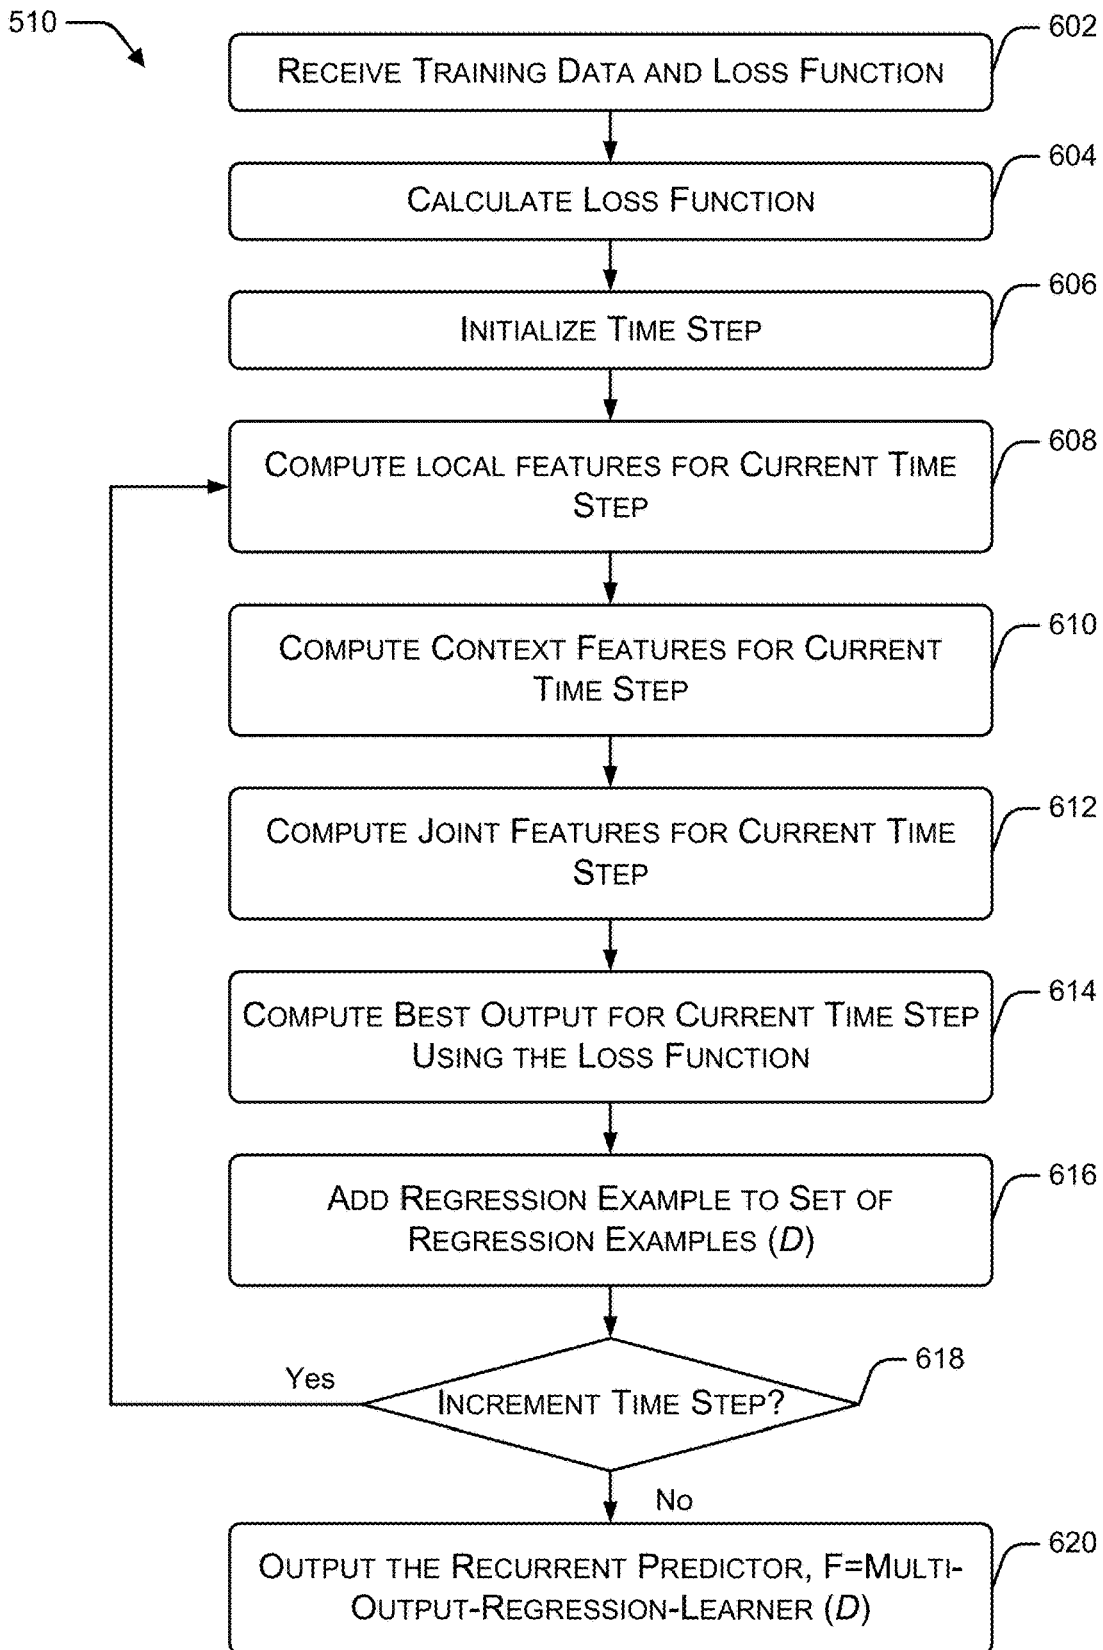 510
602
RECEIVE TRAINING DATA AND LOSS FUNCTION
604
CALCULATE LOSS FUNCTION
606
INITIALIZE TIME STEP
608
COMPUTE LOCAL FEATURES FOR CURRENT TIME
STEP
610
COMPUTE CONTEXT FEATURES FOR CURRENT
TIME STEP
612
COMPUTE JOINT FEATURES FOR CURRENT TIME
STEP
614
COMPUTE BEST OUTPUT FOR CURRENT TIME STEP
USING THE LOSS FUNCTION
616
ADD REGRESSION EXAMPLE TO SET OF
REGRESSION EXAMPLES (D)
618
Yes
INCREMENT TIME STEP?
No
620
OUTPUT THE RECURRENT PREDICTOR, F=MULTI-
OUTPUT-REGRESSION-LEARNER (D)